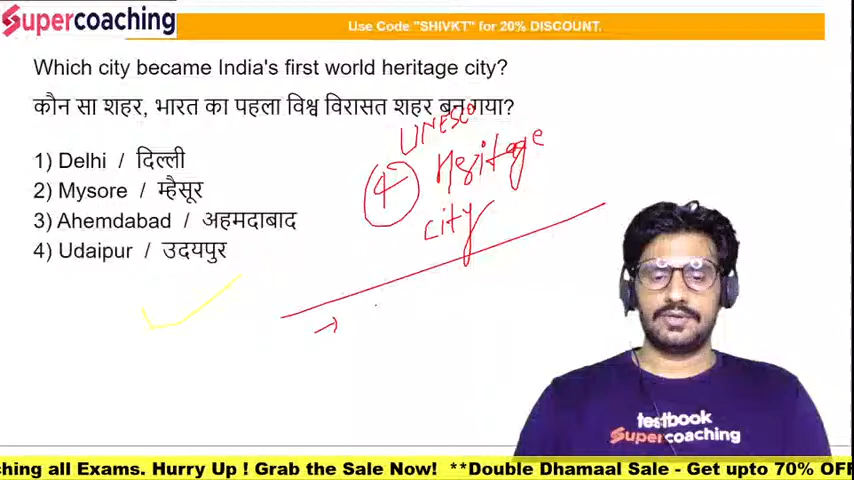 Supercoaching
Use Code "SHIVKT" for 20% DISCOUNT.
Which city became India's first world heritage city?
कौन सा शहर, भारत का पहला विश्व विरासत शहर बन गया?
UNESCO
4 Heritage
city
1) Delhi / दिल्ली
2) Mysore / म्हैसूर
3) Ahemdabad / अहमदाबाद
4) Udaipur / उदयपुर
testbook
Supercoaching
ching all Exams. Hurry Up ! Grab the Sale Now! **Double Dhamaal Sale - Get upto 70% OFF